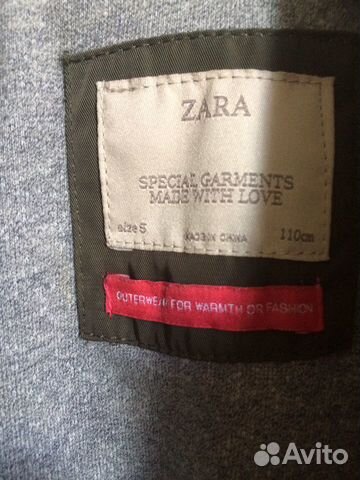 ZARA
SPECIAL GARMENTS
MADE WITH LOVE
size 5 MADE IN CHINA 110cm
OUTERWEAR FOR WARMTH OR FASHION
Avito